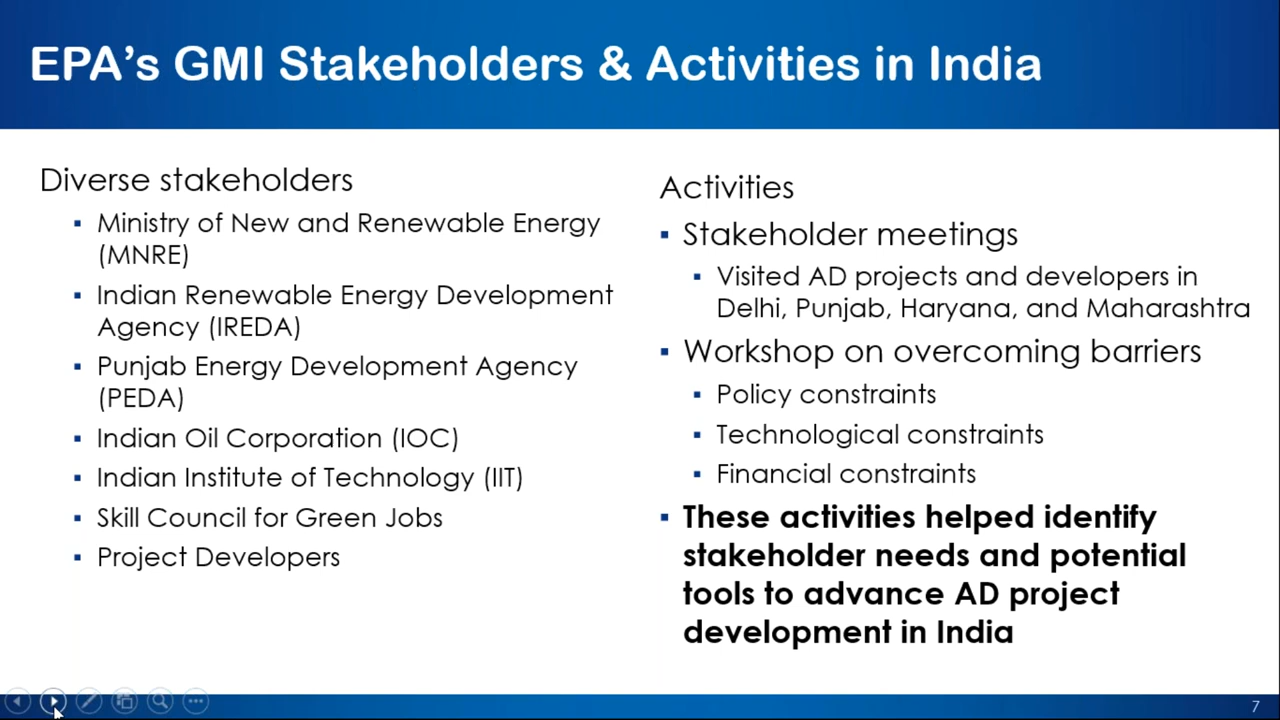 EPA’s GMI Stakeholders & Activities in India
Diverse stakeholders
▪ Ministry of New and Renewable Energy
(MNRE)
▪ Indian Renewable Energy Development
Agency (IREDA)
▪ Punjab Energy Development Agency
(PEDA)
▪ Indian Oil Corporation (IOC)
▪ Indian Institute of Technology (IIT)
▪ Skill Council for Green Jobs
▪ Project Developers
Activities
▪ Stakeholder meetings
▪ Visited AD projects and developers in
Delhi, Punjab, Haryana, and Maharashtra
▪ Workshop on overcoming barriers
▪ Policy constraints
▪ Technological constraints
▪ Financial constraints
▪ These activities helped identify
stakeholder needs and potential
tools to advance AD project
development in India
7